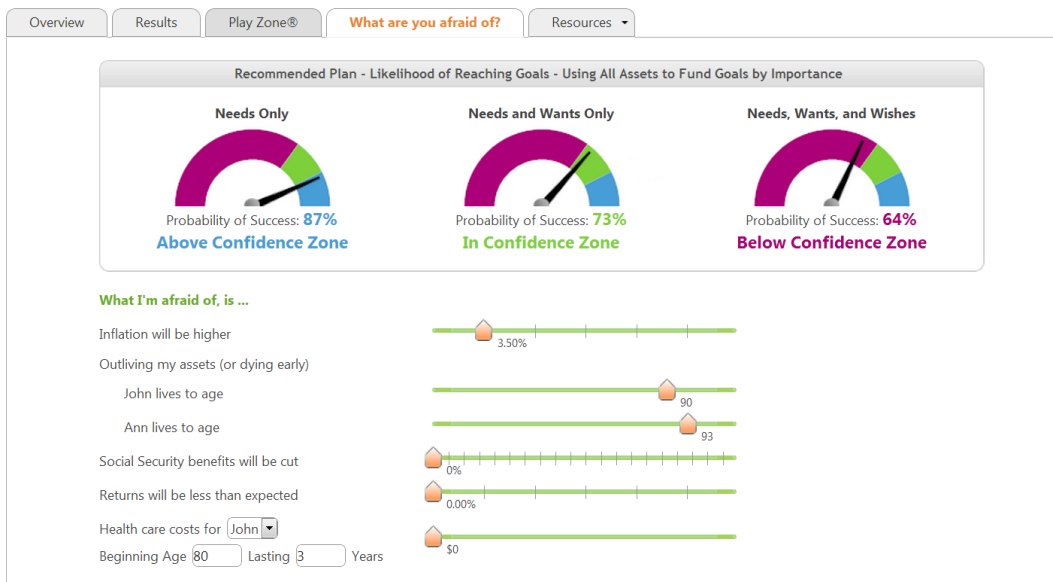 Overview Results Play Zone® What are you afraid of? Resources
Recommended Plan - Likelihood of Reaching Goals - Using All Assets to Fund Goals by Importance
Needs Only Needs and Wants Only Needs, Wants, and Wishes
Probability of Success: 87% Probability of Success: 73% Probability of Success: 64%
Above Confidence Zone In Confidence Zone Below Confidence Zone
What I'm afraid of, is ...
Inflation will be higher
3.50%
Outliving my assets (or dying early)
John lives to age
90
Ann lives to age
93
Social Security benefits will be cut
0%
Returns will be less than expected
0.00%
Health care costs for John
$0
Beginning Age 80 Lasting 3 Years